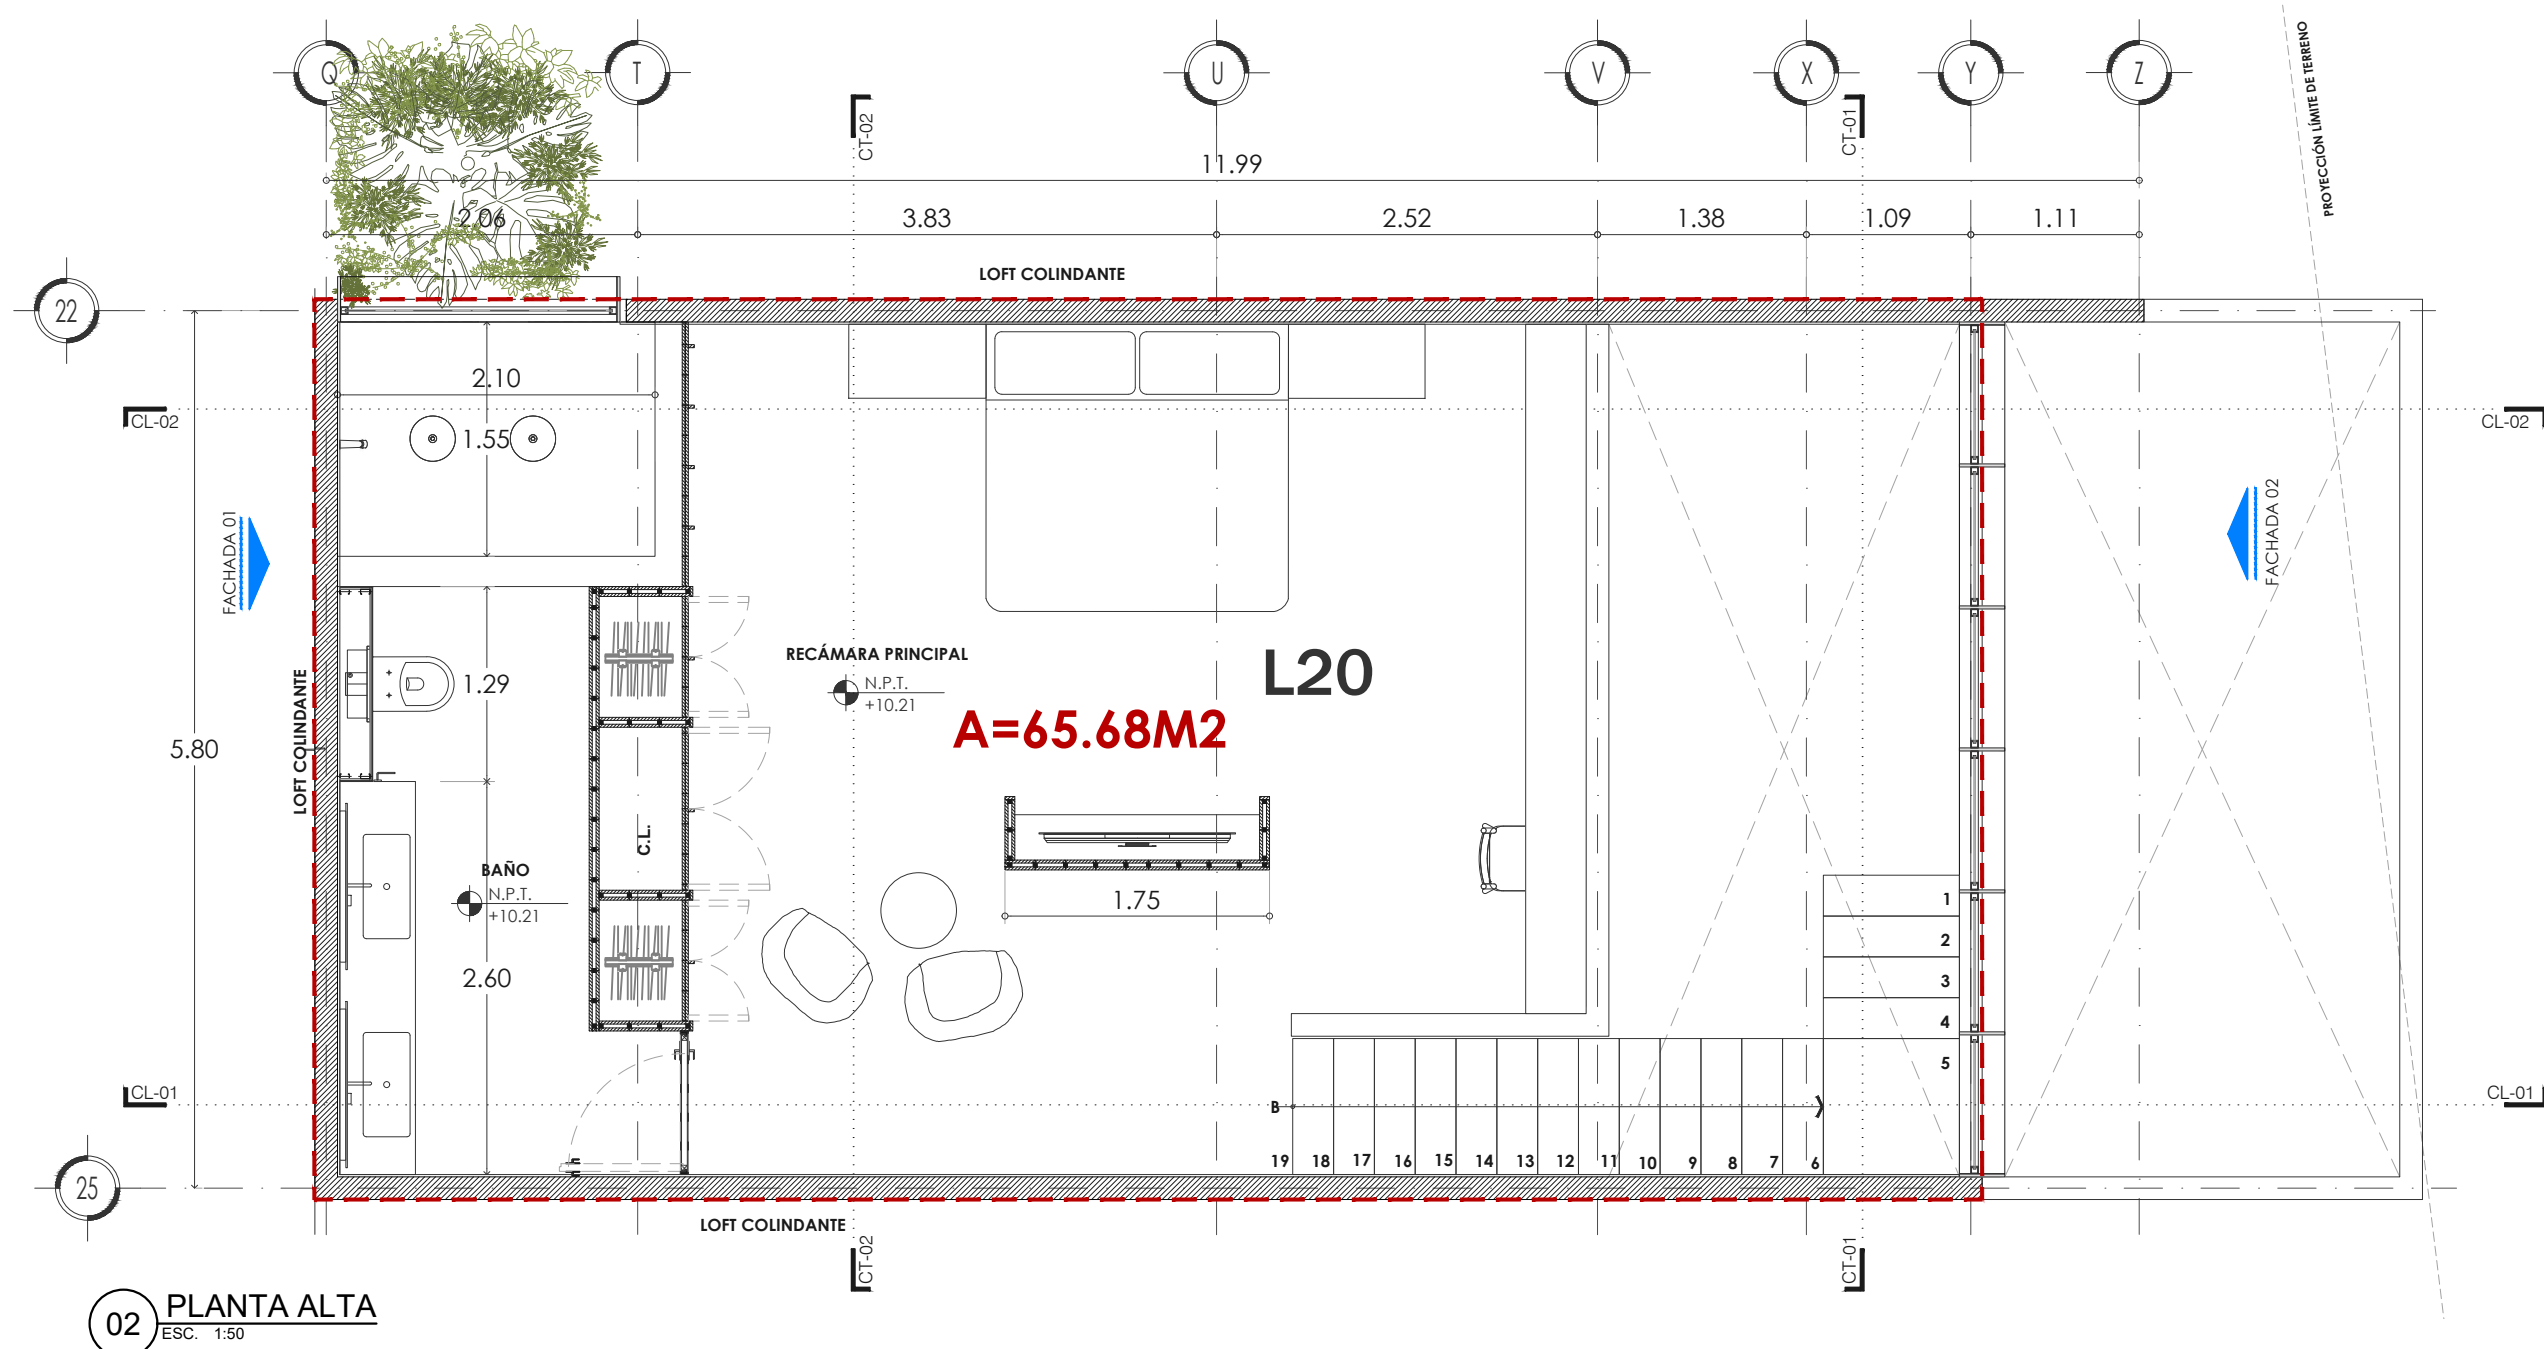 Q
T
U
V
X
Y
Z
PROYECCIÓN LÍMITE DE TERRENO
CT-02
CT-01
11.99
2.06
3.83
2.52
1.38
1.09
1.11
LOFT COLINDANTE
22
2.10
CL-02
CL-02
1.55
FACHADA 01
FACHADA 02
RECÁMARA PRINCIPAL
N.P.T.
+10.21
L20
1.29
A=65.68M2
LOFT COLINDANTE
5.80
C.L.
BAÑO
N.P.T.
+10.21
1.75
1
2
3
4
5
2.60
CL-01
CL-01
B
19 18 17 16 15 14 13 12 11 10 9 8 7 6
25
LOFT COLINDANTE
CT-02
CT-01
02
PLANTA ALTA
ESC. 1:50